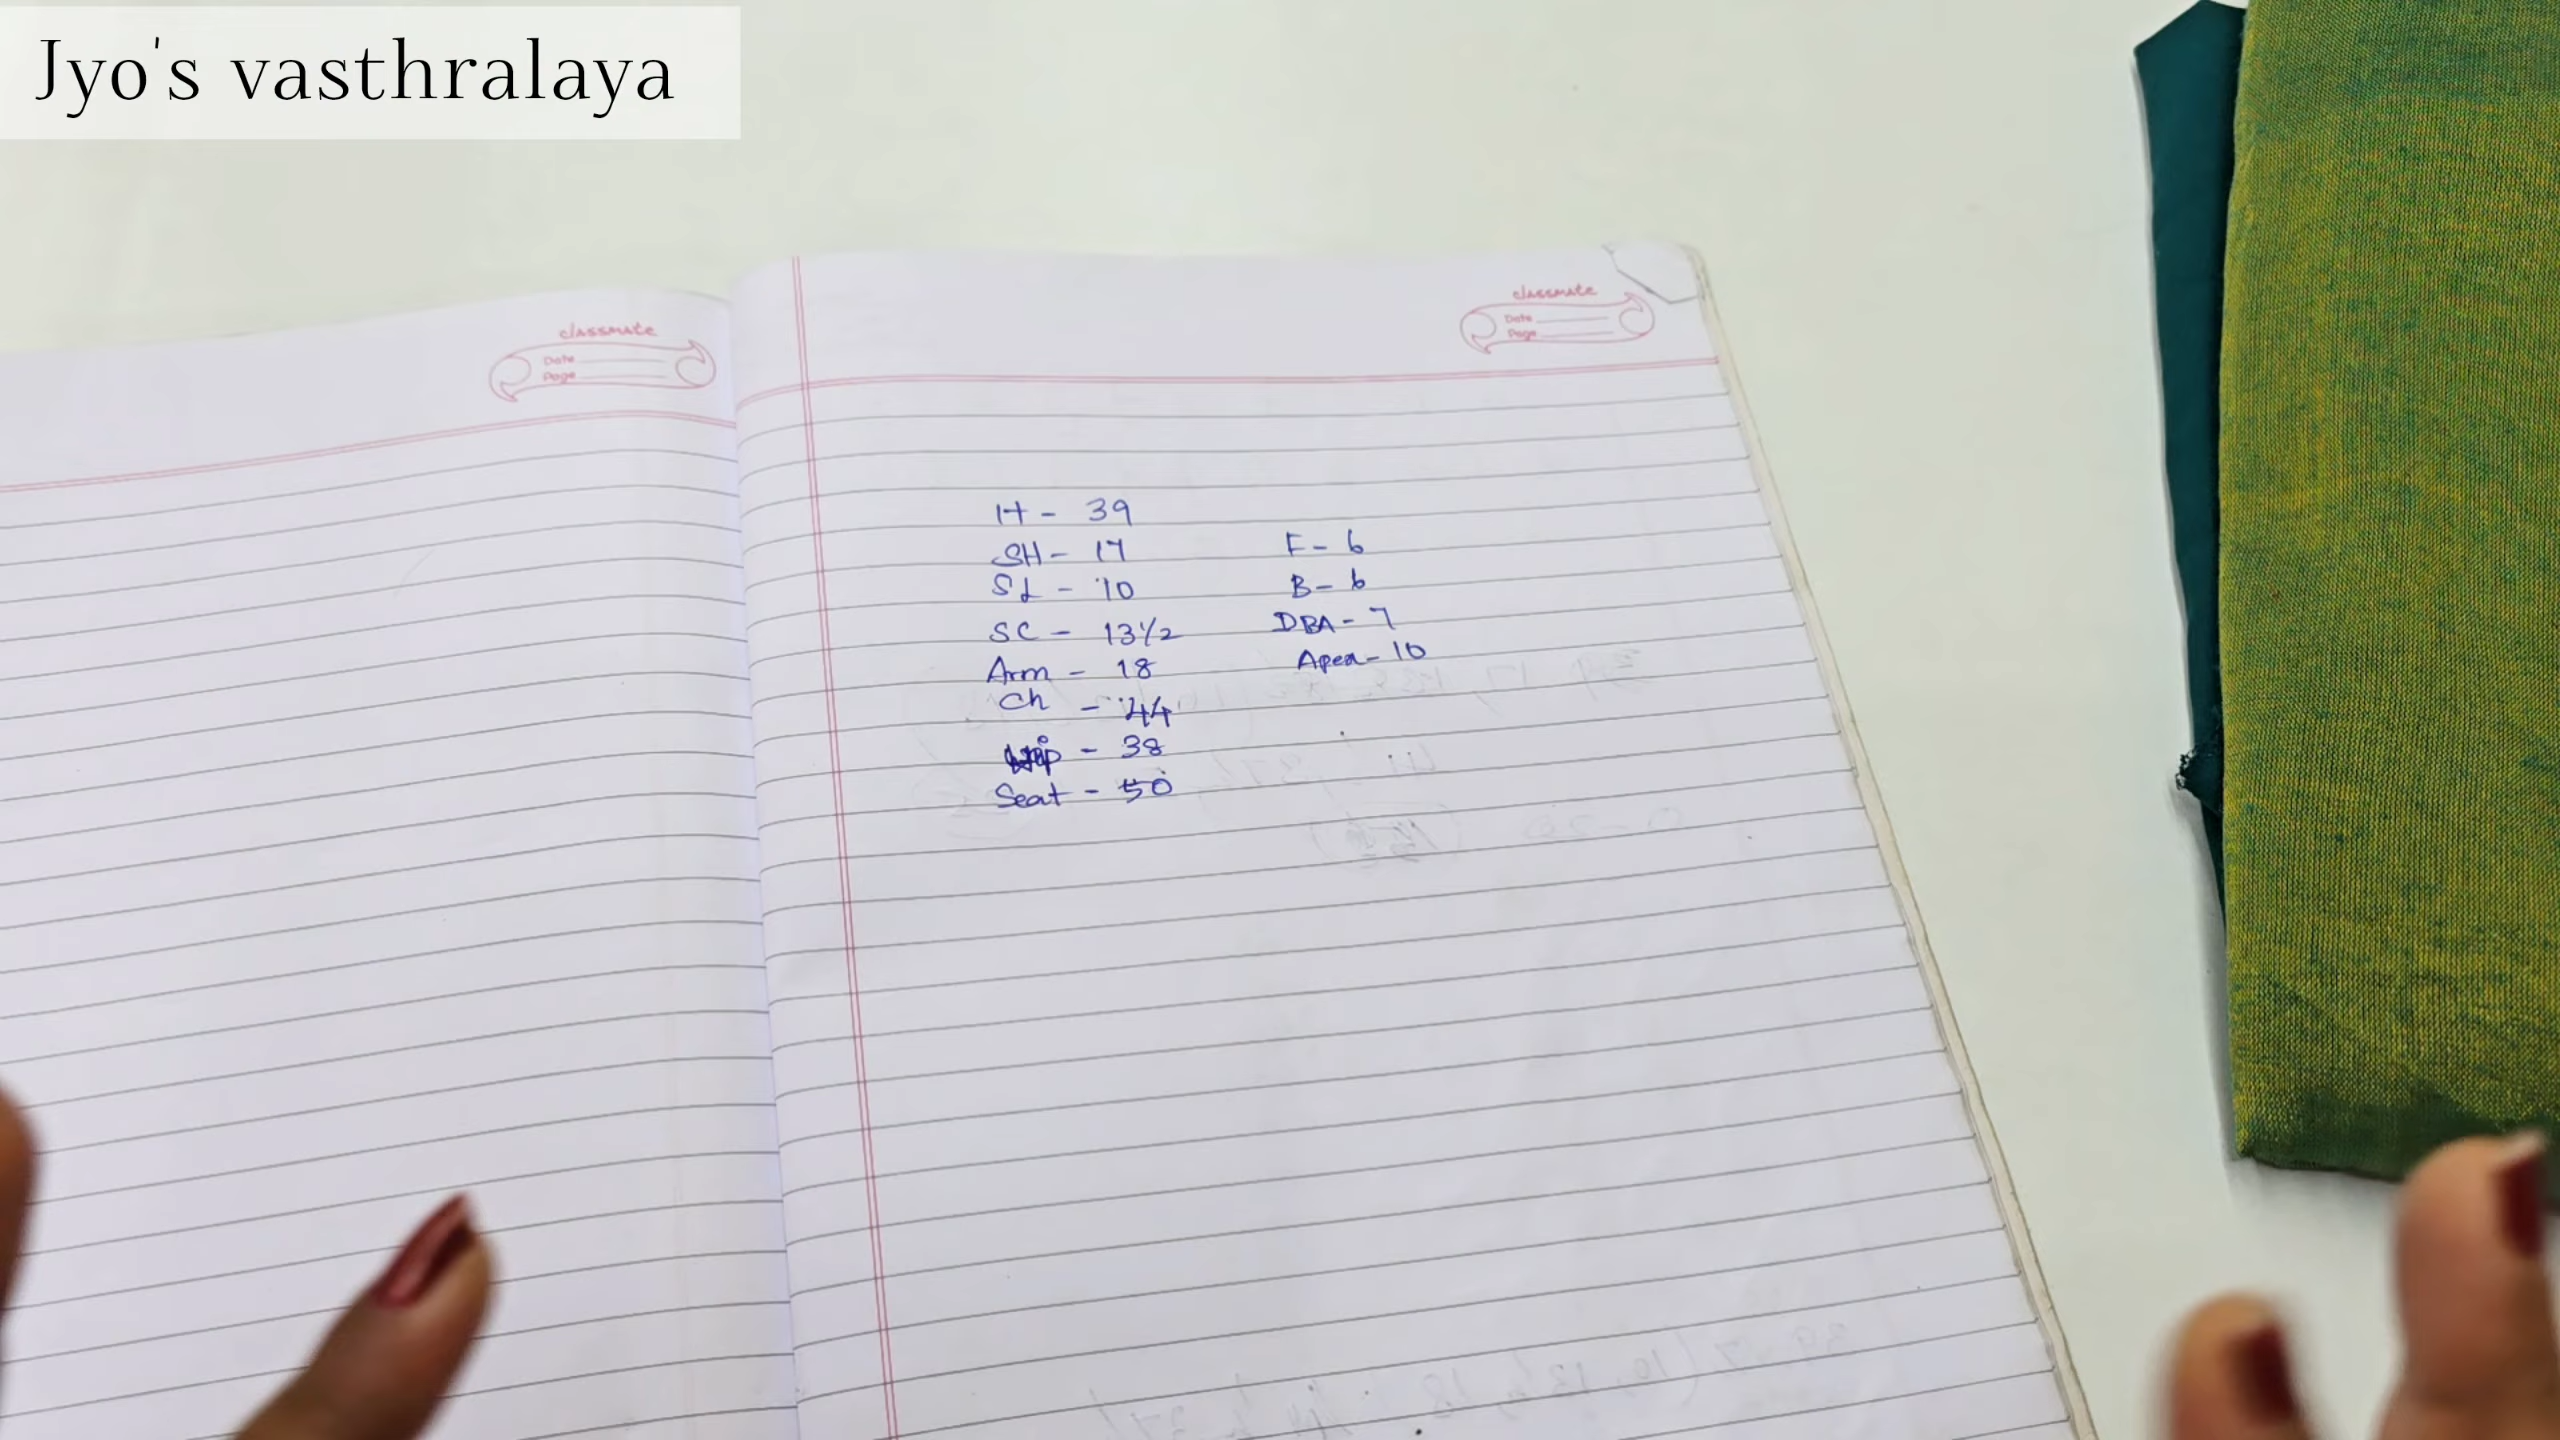 Jyo's vasthralaya
classmate
Date
Page
classmate
Date
Page
H - 39
SH - 17
SL - 10
SC - 13½
Arm - 18
Ch - 44
- 38
Seat - 50
F - 6
B - 6
DBA - 7
Apex - 10